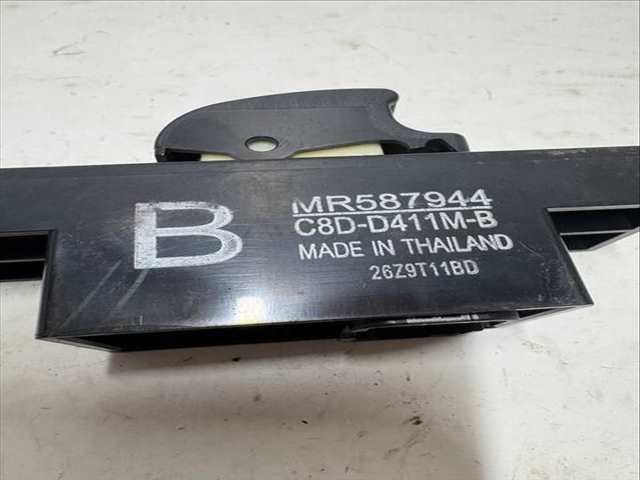 B
MR587944
C8D-D411M-B
MADE IN THAILAND
26Z9T11BD